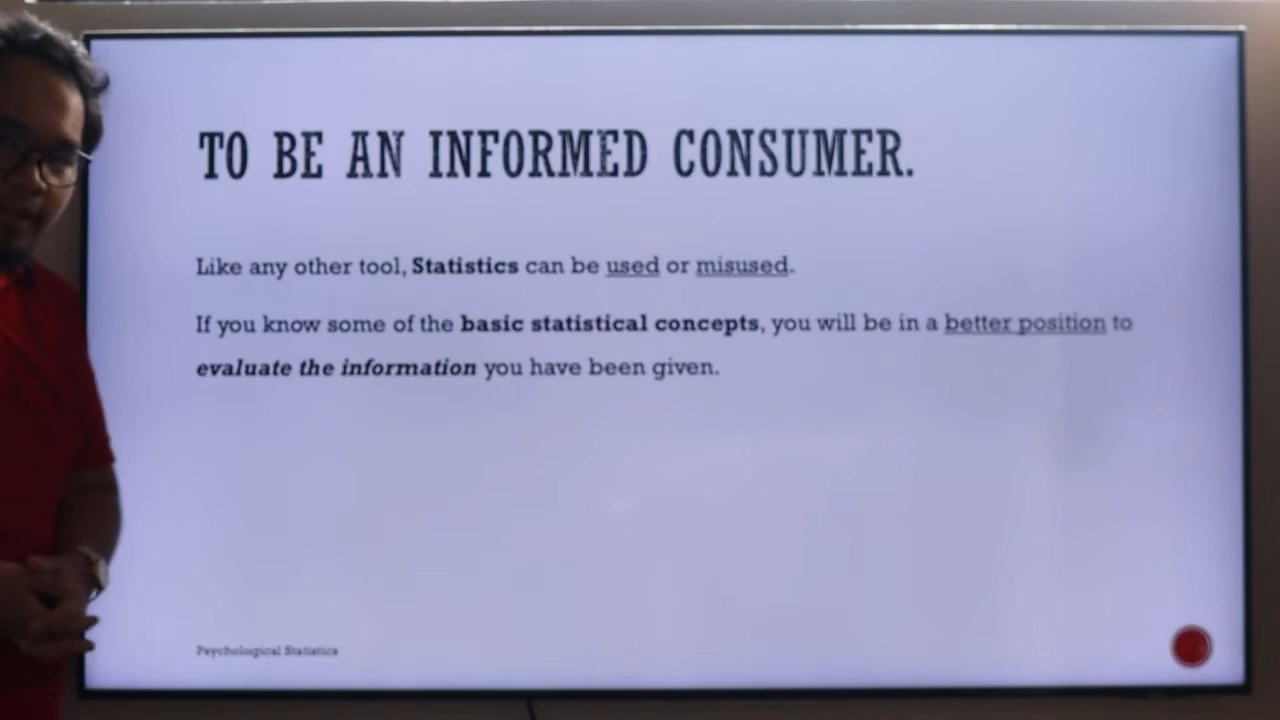 TO BE AN INFORMED CONSUMER.
Like any other tool, Statistics can be used or misused.
If you know some of the basic statistical concepts, you will be in a better position to
evaluate the information you have been given.
Psychological Statistics